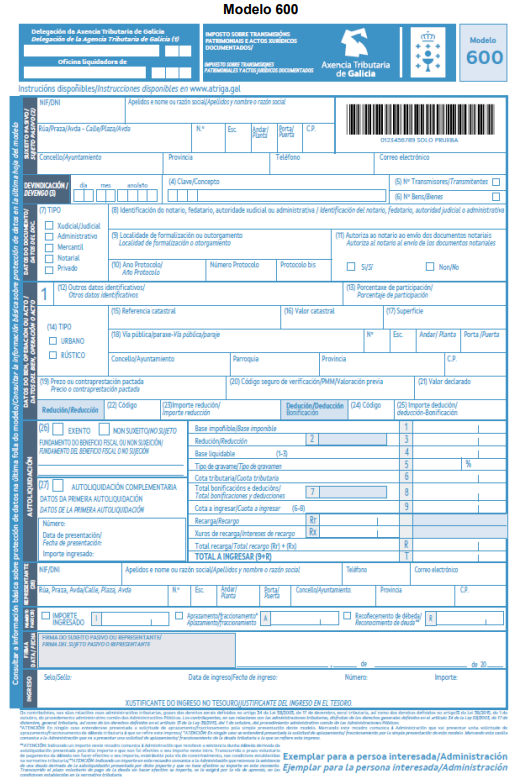 Modelo 600
Delegación da Axencia Tributaria de Galicia
Delegación de la Agencia Tributaria de Galicia (1)
Oficina liquidadora de
IMPOSTO SOBRE TRANSMISIÓNS
PATRIMONIAIS E ACTOS XURÍDICOS
DOCUMENTADOS/
IMPUESTO SOBRE TRANSMISIONES
PATRIMONIALES Y ACTOS JURÍDICOS DOCUMENTADOS
Axencia Tributaria
de Galicia
Modelo
600
Instrucións dispoñibles/Instrucciones disponibles en www.atriga.gal
Consultar a información básica sobre protección de datos na última folla do modelo/Consultar la información básica sobre protección de datos en la última hoja del modelo
SUXEITO PASIVO /
SUJETO PASIVO (2)
NIF/DNI
Apelidos e nome ou razón social/Apellidos y nombre o razón social
0123456789 SOLO PRUEBA
Rúa/Praza/Avda - Calle/Plaza/Avda
N.º
Esc.
Andar/
Planta
Porta/
Puerta
C.P.
Concello/Ayuntamiento
Provincia
Teléfono
Correo electrónico
DEVINDICACIÓN /
DEVENGO (3)
día
mes
ano/año
(4) Clave/Concepto
(5) Nº Transmisores/Transmitentes
(6) Nº Bens/Bienes
DATOS DO DOCUMENTO/
DATOS DEL DOC.
(7) TIPO
Xudicial/Judicial
Administrativo
Mercantil
Notarial
Privado
(8) Identificación do notario, fedatario, autoridade xudicial ou administrativa / Identificación del notario, fedatario, autoridad judicial o administrativa
(9) Localidade de formalización ou outorgamento
Localidad de formalización o otorgamiento
(11) Autorizo ao notario ao envío dos documentos notariais
Autorizo al notario al envío de los documentos notariales
(10) Ano Protocolo/
Año Protocolo
Número Protocolo
Protocolo bis
Si/Sí
Non/No
DATOS DO BEN, OPERACIÓN OU ACTO /
DATOS DEL BIEN, OPERACIÓN O ACTO
1
(12) Outros datos identificativos/
Otros datos identificativos
(13) Porcentaxe de participación/
Porcentaje de participación
(14) TIPO
URBANO
RÚSTICO
(15) Referencia catastral
(16) Valor catastral
(17) Superficie
(18) Vía pública/paraxe-Vía pública/paraje
Nº
Esc.
Andar/ Planta
Porta /Puerta
Concello/Ayuntamiento
Parroquia
Provincia
C.P.
(19) Prezo ou contraprestación pactada
Precio o contraprestación pactada
(20) Código seguro de verificación/PMM/Valoración previa
(21) Valor declarado
Redución/Reducción
(22) Código
(23)Importe redución/
Importe reducción
Dedución/Deducción
Bonificación
(24) Código
(25) Importe dedución/
deducción-Bonificación
AUTOLIQUIDACIÓN
(26)
EXENTO
NON SUXEITO/NO SUJETO
FUNDAMENTO DO BENEFICIO FISCAL OU NON SUXEICIÓN/
FUNDAMENTO DEL BENEFICIO FISCAL O NO SUJECIÓN
(27)
AUTOLIQUIDACIÓN COMPLEMENTARIA
DATOS DA PRIMEIRA AUTOLIQUIDACIÓN
DATOS DE LA PRIMERA AUTOLIQUIDACIÓN
Número:
Data de presentación/
Fecha de presentación:
Importe ingresado:
Base impoñible/Base imponible
1
Redución/Reducción
2
3
Base liquidable
(1-3)
4
Tipo de gravame/Tipo de gravamen
5
%
Cota tributaria/Cuota tributaria
6
Total bonificacións e deducións/
Total bonificaciones y deducciones
7
8
Cota a ingresar/Cuota a ingresar
(6-8)
9
Recarga/Recargo
Rr
Xuros de recarga/Intereses de recargo
Rx
Total recarga/Total recargo (Rr) + (Rx)
R
TOTAL A INGRESAR (9+R)
T
REPRESENTANTE
(28)
NIF/DNI
Apelidos e nome ou razón social/Apellidos y nombre o razón social
Teléfono
Correo electrónico
Rúa, Praza, Avda/Calle, Plaza, Avda
N.º
Esc.
Andar/
Planta
Porta/
Puerta
Concello/Ayuntamiento
Provincia
C.P.
IMPORTE
INGRESADO
I
Aprazamento/fraccionamento*
Aplazamiento/fraccionamiento*
A
Recoñecemento de débeda/
Reconocimiento de deuda**
R
FIRMA
DATA / FECHA
FIRMA DO SUXEITO PASIVO OU REPRESENTANTE/
FIRMA DEL SUJETO PASIVO O REPRESENTANTE
, de de 20
INGRESO
Selo/Sello:
Data de ingreso/Fecha de ingreso:
Número:
Importe:
XUSTIFICANTE DO INGRESO NO TESOURO/JUSTIFICANTE DEL INGRESO EN EL TESORO
Exemplar para a persoa interesada/Administración
Ejemplar para la persona interesada/Administración